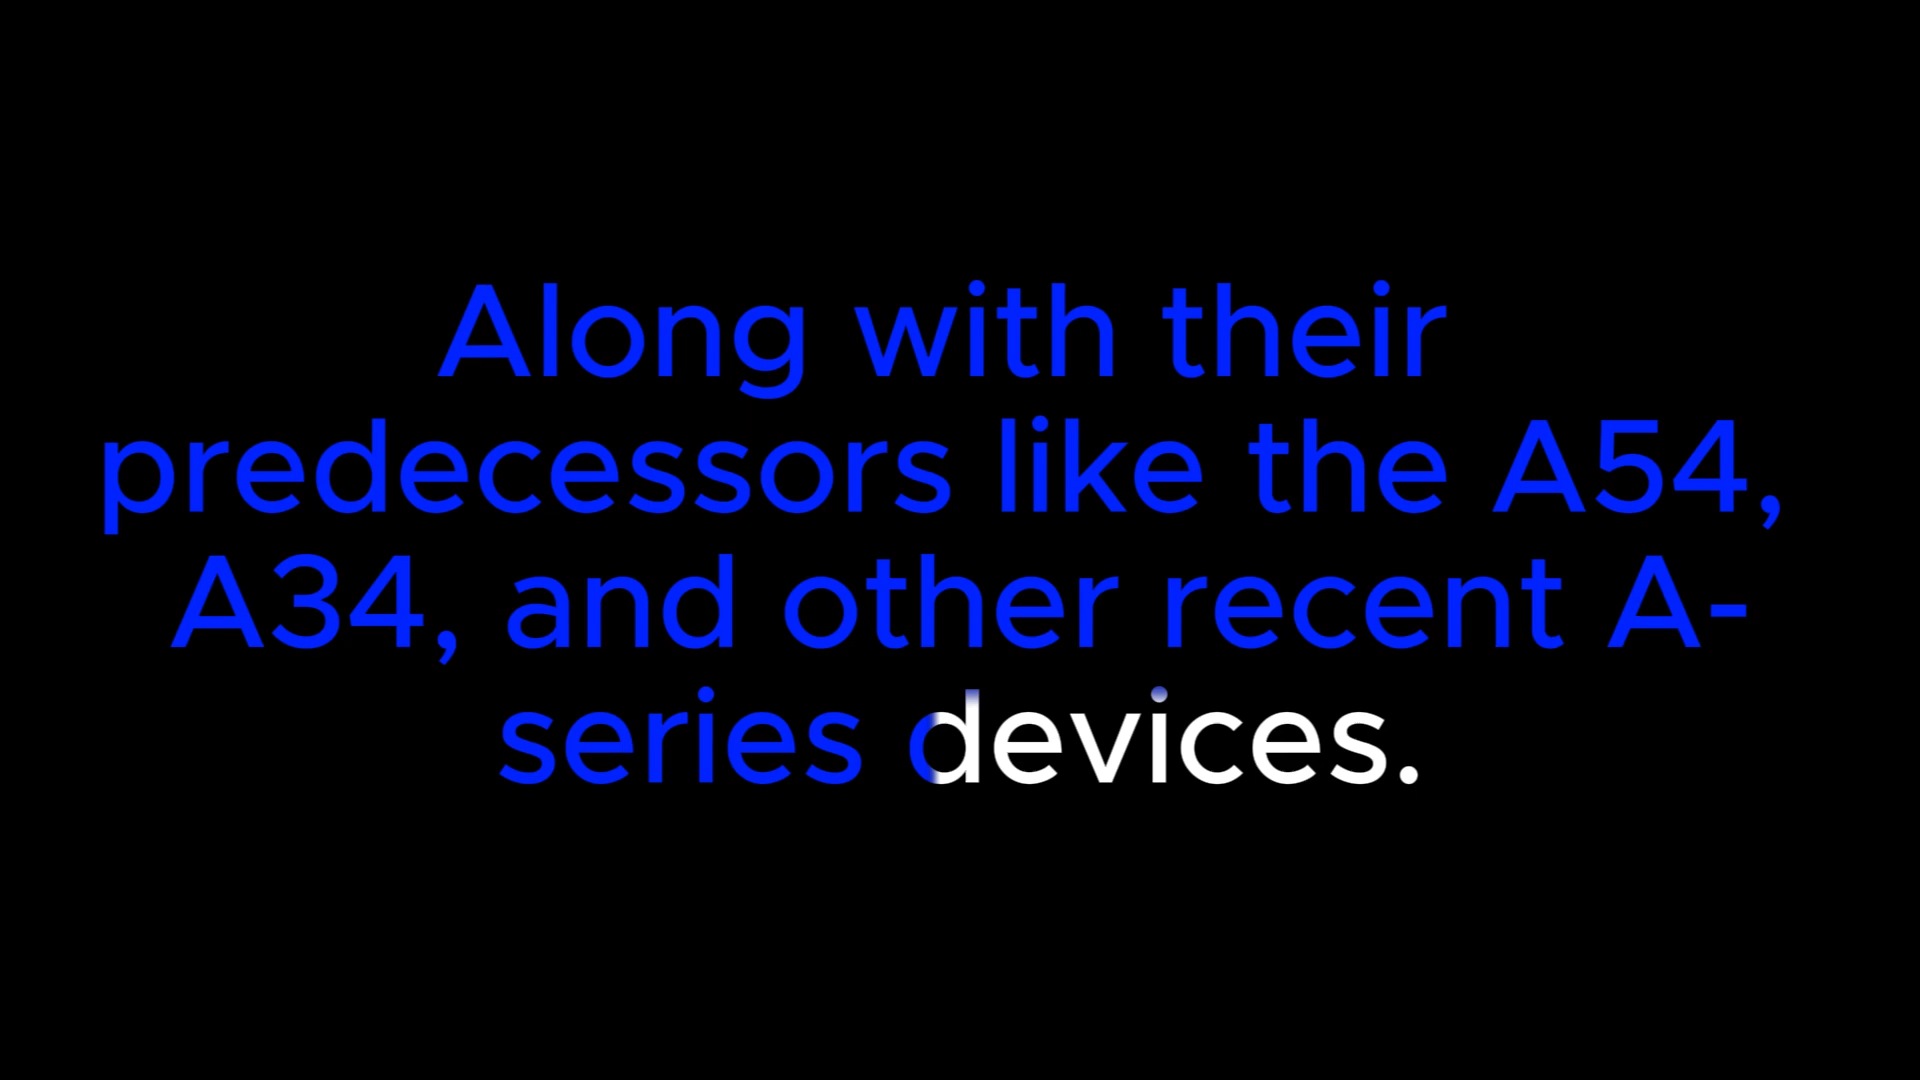 Along with their
predecessors like the A54,
A34, and other recent A-
series devices.